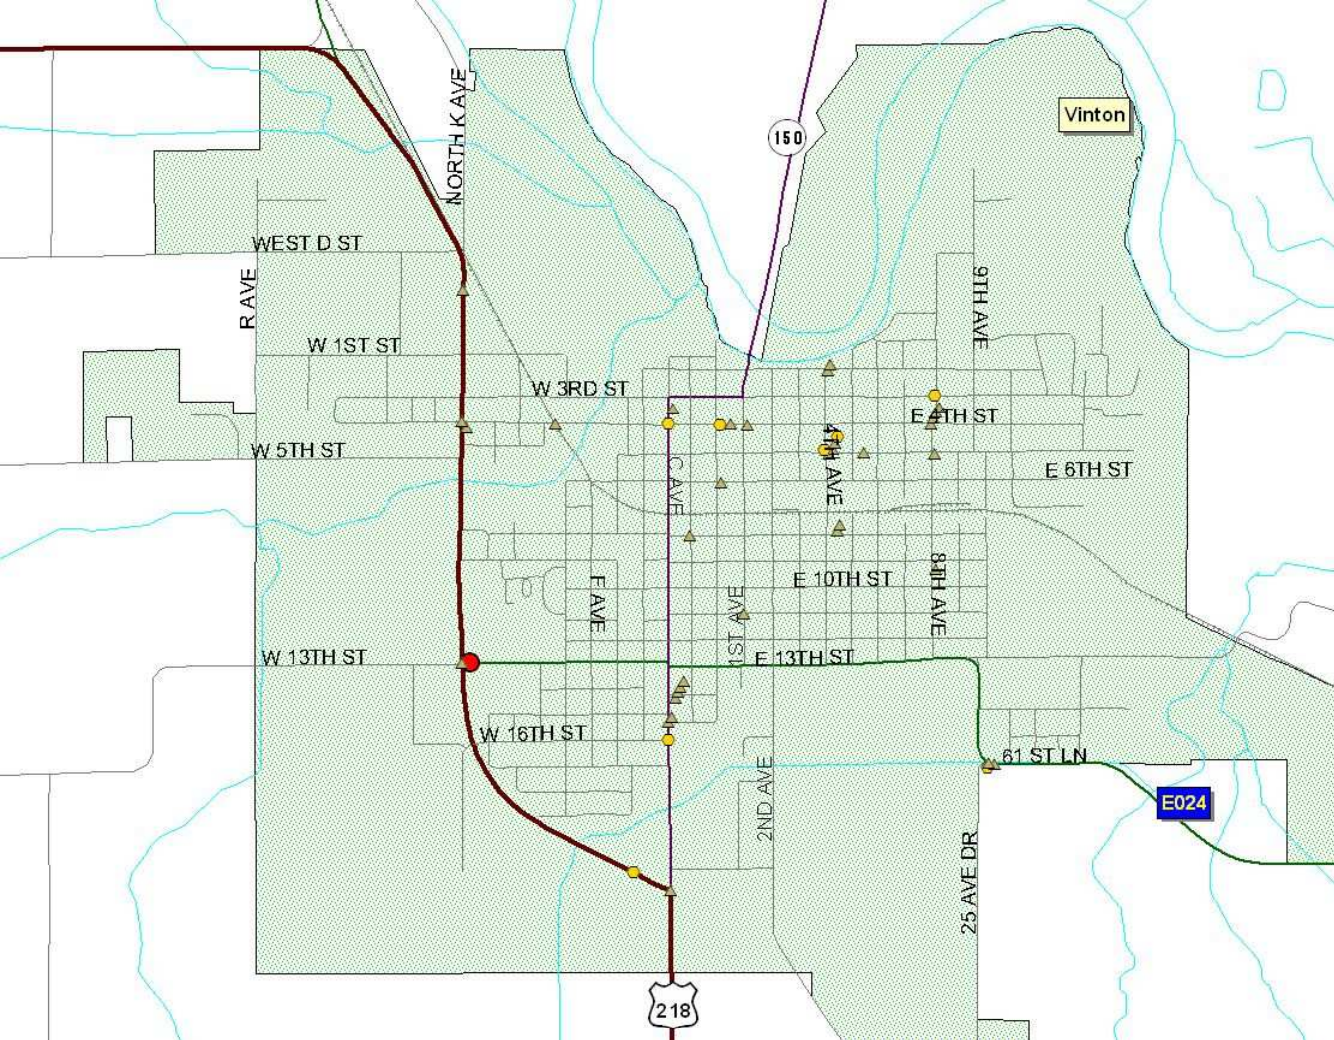 Vinton
NORTH K AVE
150
WEST D ST
R AVE
9TH AVE
W 1ST ST
W 3RD ST
E 4TH ST
W 5TH ST
4TH AVE
E 6TH ST
C AVE
E 10TH ST
F AVE
1ST AVE
8TH AVE
W 13TH ST
E 13TH ST
W 16TH ST
61 ST LN
2ND AVE
E024
25 AVE DR
218